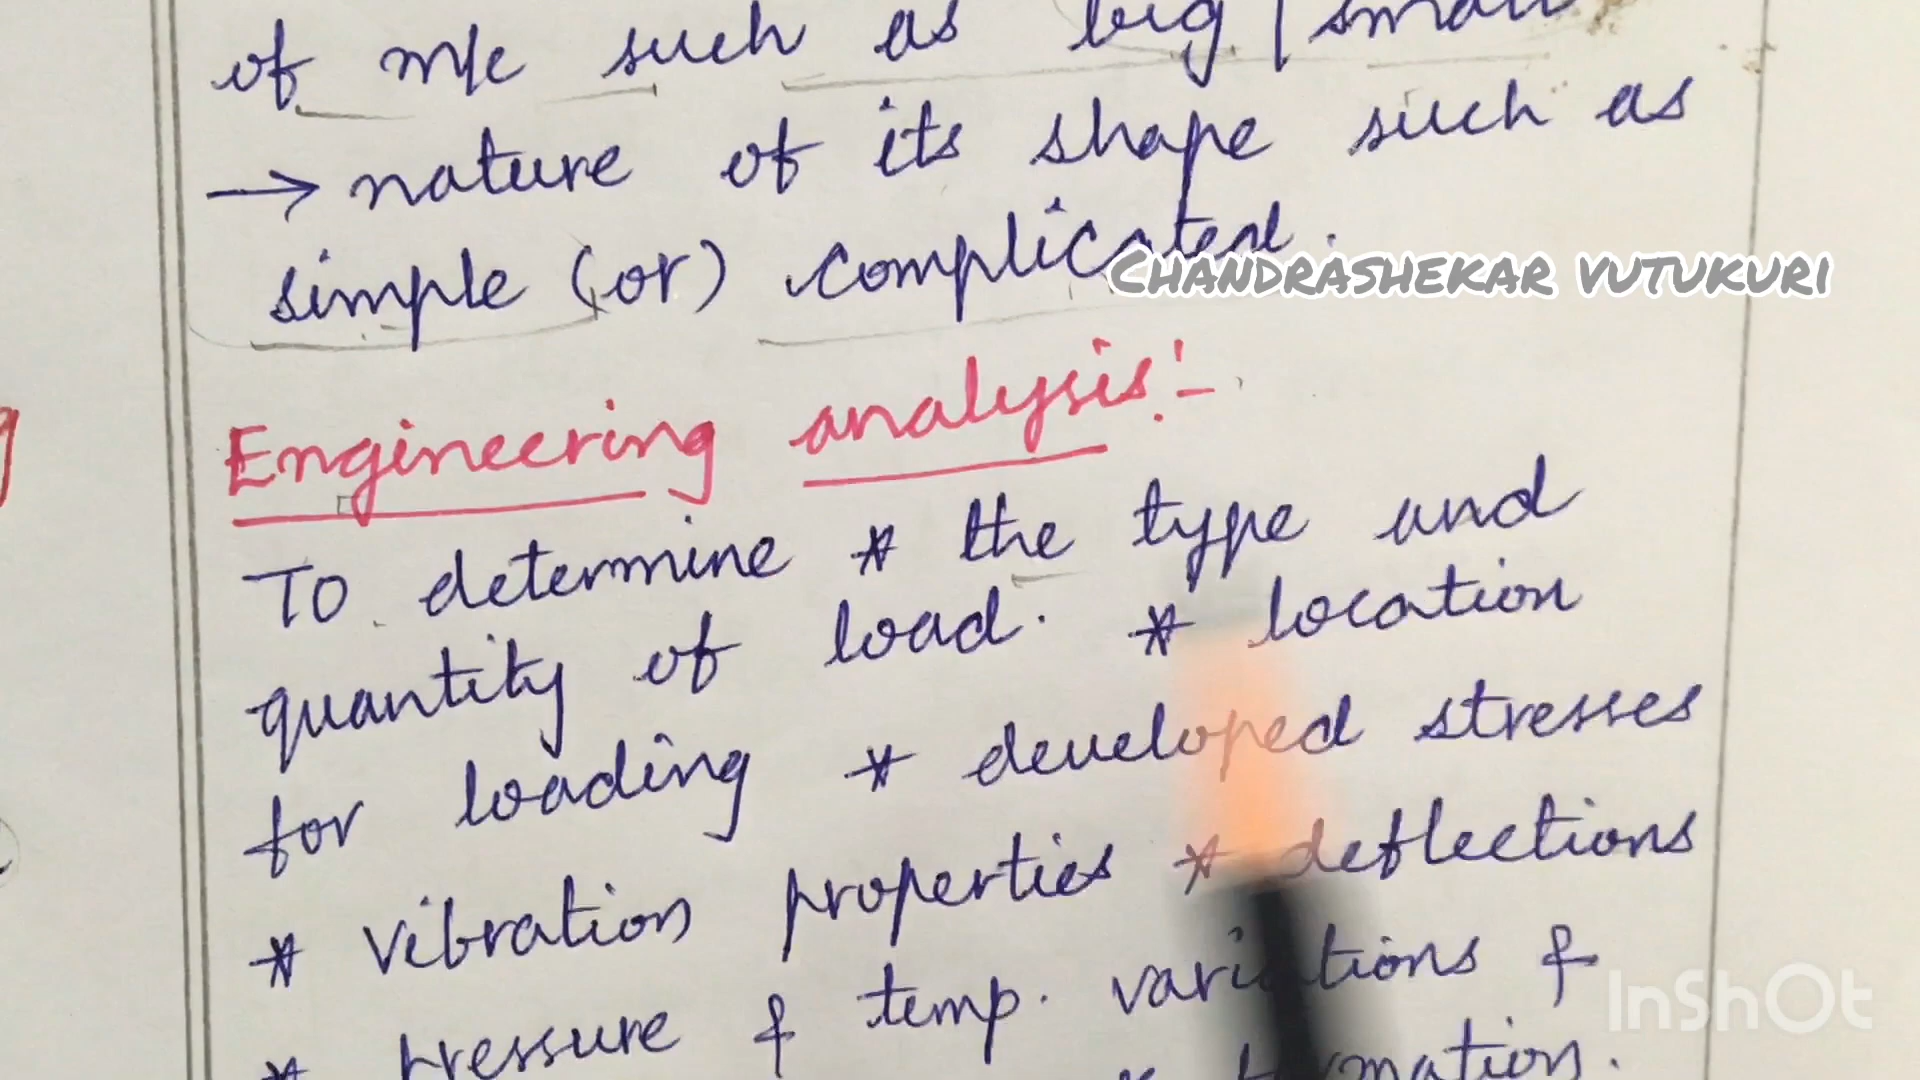 of m/c such as big / small
→ nature of its shape such as
simple (or) complicated.
CHANDRASHEKAR VUTUKURI
Engineering analysis:-
To determine * the type and
quantity of load. * location
for loading * developed stresses
* vibration properties * deflections
* pressure & temp. variations &
InShOt